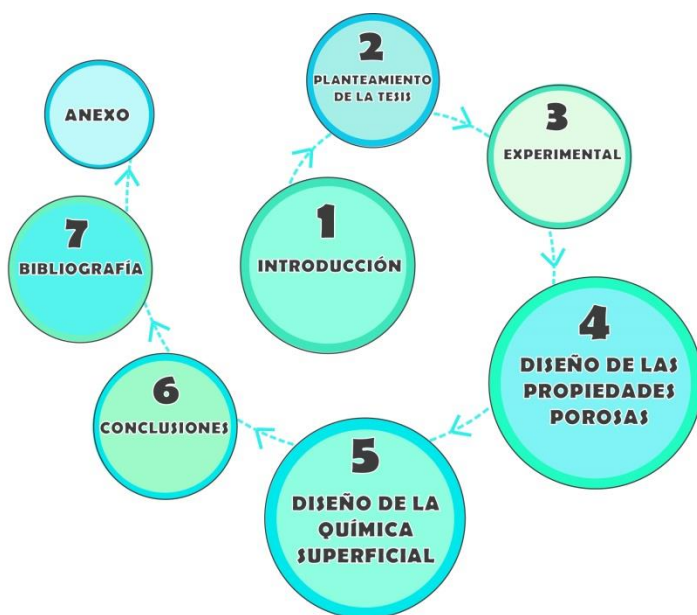 1
INTRODUCCIÓN
2
PLANTEAMIENTO
DE LA TESIS
3
EXPERIMENTAL
4
DISEÑO DE LAS
PROPIEDADES
POROSAS
5
DISEÑO DE LA
QUÍMICA
SUPERFICIAL
6
CONCLUSIONES
7
BIBLIOGRAFÍA
ANEXO